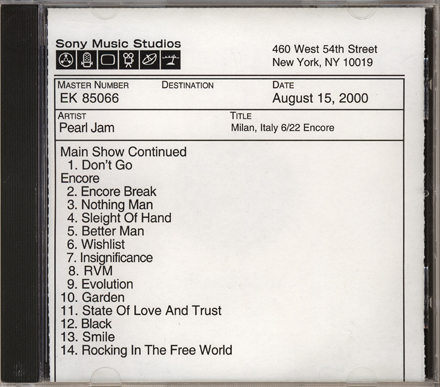 Sony Music Studios
460 West 54th Street
New York, NY 10019
MASTER NUMBER DESTINATION DATE
EK 85066 August 15, 2000
ARTIST TITLE
Pearl Jam Milan, Italy 6/22 Encore
Main Show Continued
1. Don't Go
Encore
2. Encore Break
3. Nothing Man
4. Sleight Of Hand
5. Better Man
6. Wishlist
7. Insignificance
8. RVM
9. Evolution
10. Garden
11. State Of Love And Trust
12. Black
13. Smile
14. Rocking In The Free World